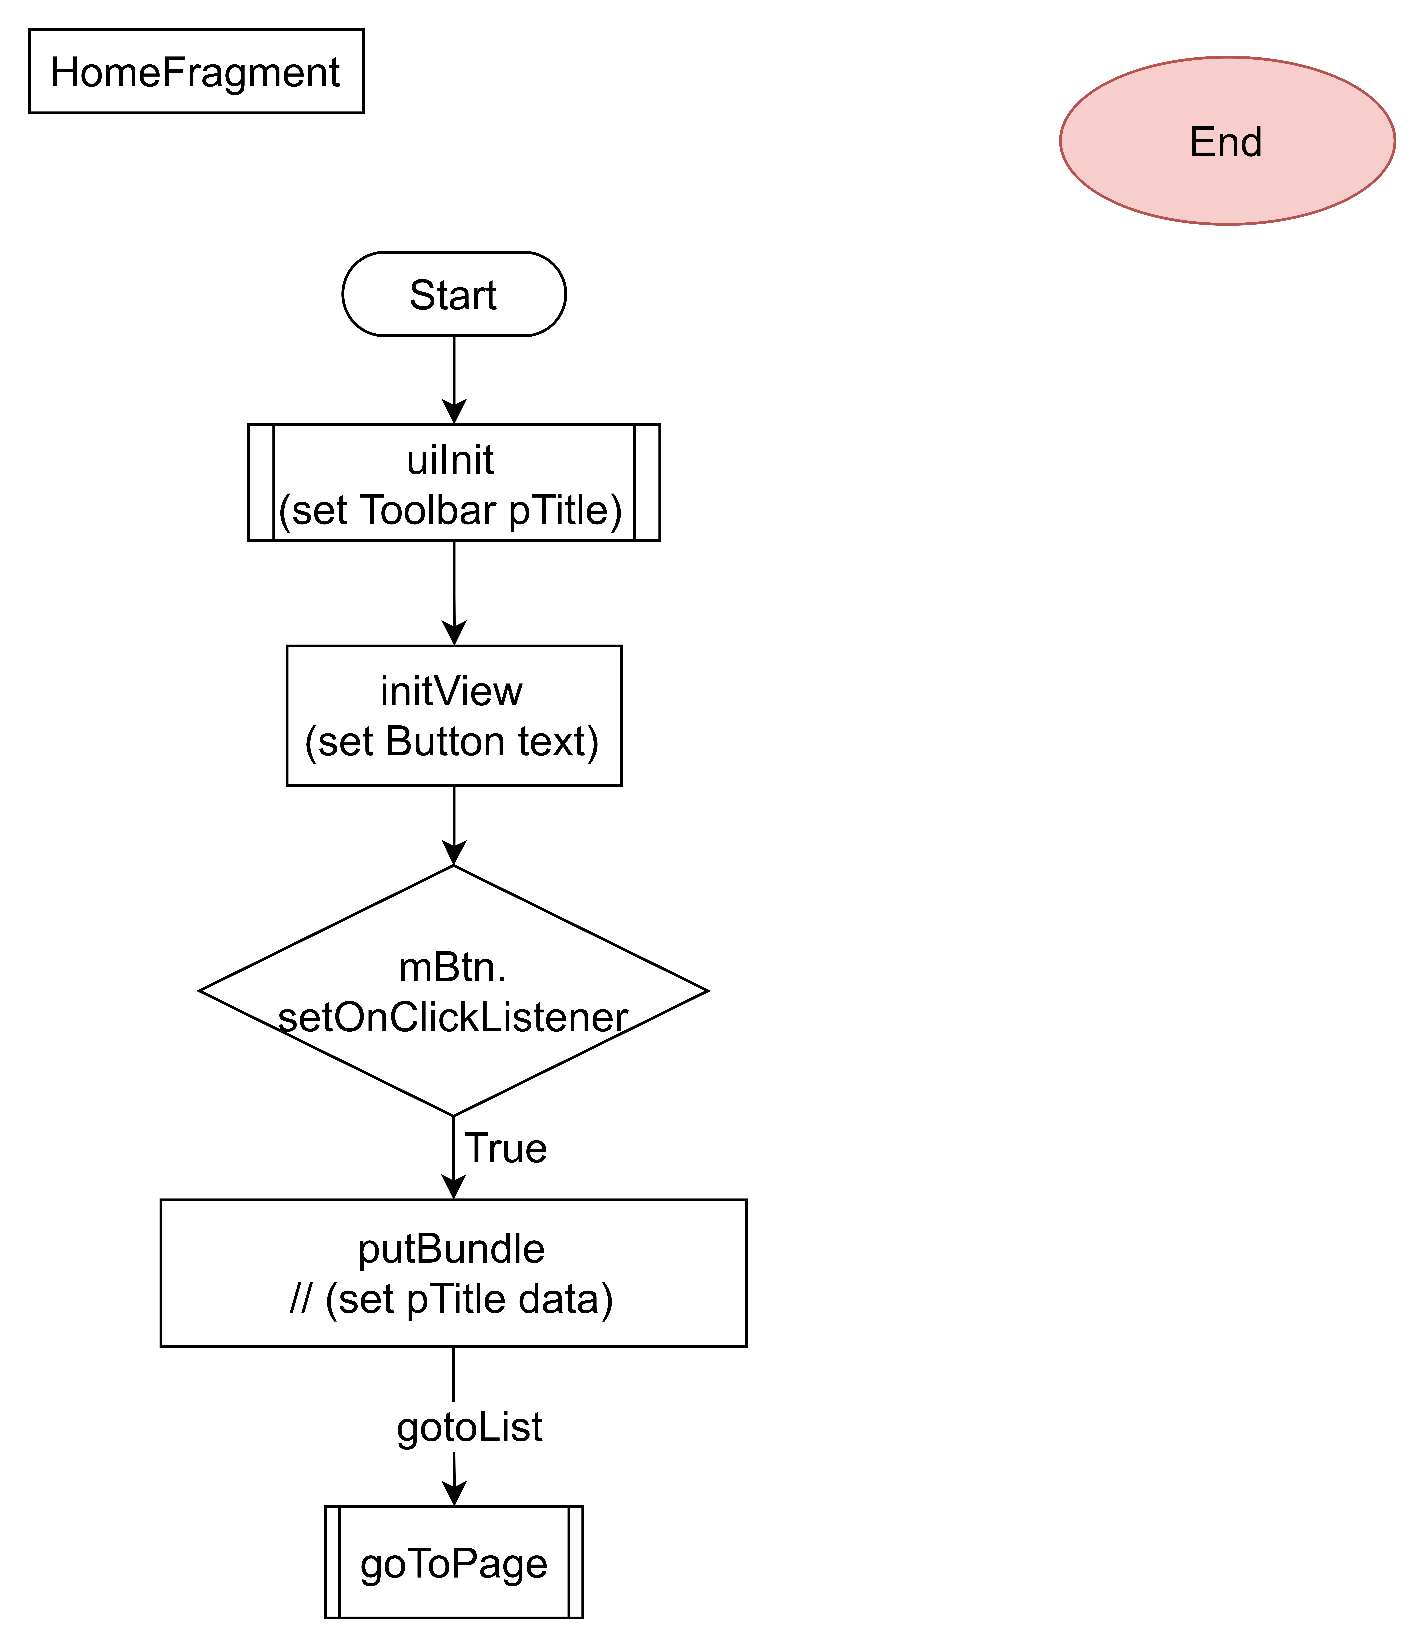 HomeFragment
End
Start
uiInit
(set Toolbar pTitle)
initView
(set Button text)
mBtn.
setOnClickListener
True
putBundle
// (set pTitle data)
gotoList
goToPage